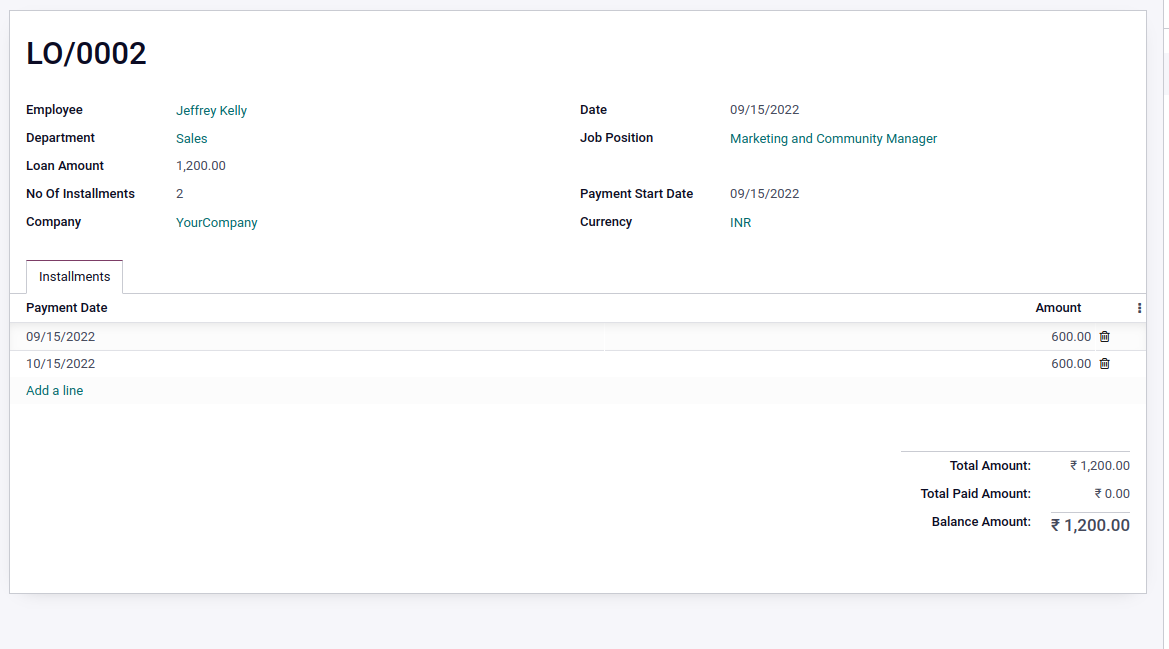 LO/0002
Employee Jeffrey Kelly Date 09/15/2022
Department Sales Job Position Marketing and Community Manager
Loan Amount 1,200.00
No Of Installments 2 Payment Start Date 09/15/2022
Company YourCompany Currency INR
Installments
Payment Date Amount
09/15/2022 600.00
10/15/2022 600.00
Add a line
Total Amount: ₹ 1,200.00
Total Paid Amount: ₹ 0.00
Balance Amount: ₹ 1,200.00